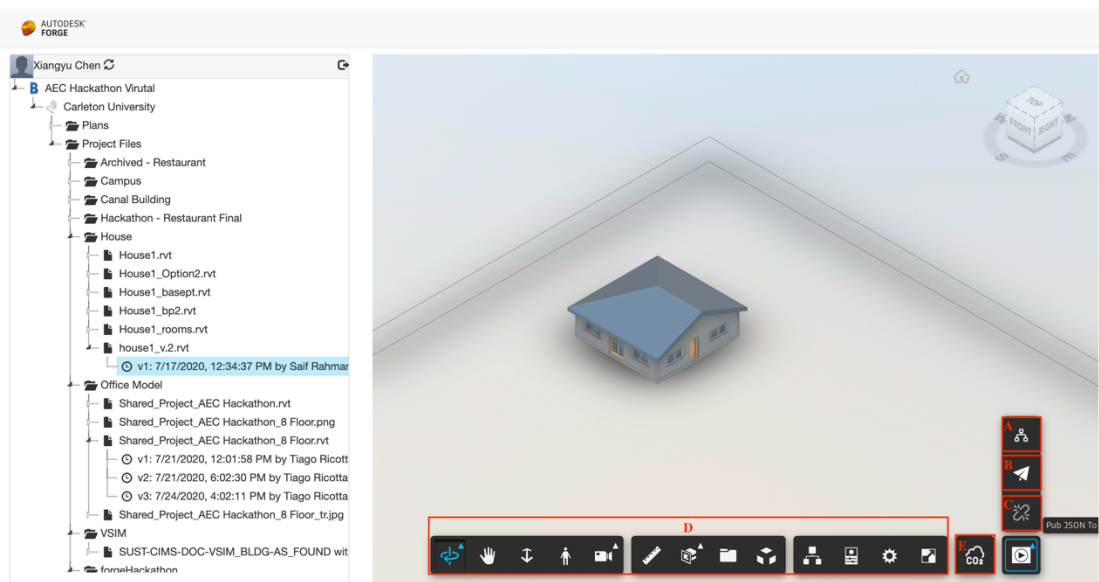 AUTODESK®
FORGE
Xiangyu Chen
B AEC Hackathon Virutal
Carleton University
Plans
Project Files
Archived - Restaurant
Campus
Canal Building
Hackathon - Restaurant Final
House
House1.rvt
House1_Option2.rvt
House1_basept.rvt
House1_bp2.rvt
House1_rooms.rvt
house1_v.2.rvt
v1: 7/17/2020, 12:34:37 PM by Saif Rahmar
Office Model
Shared_Project_AEC Hackathon.rvt
Shared_Project_AEC Hackathon_8 Floor.png
Shared_Project_AEC Hackathon_8 Floor.rvt
v1: 7/21/2020, 12:01:58 PM by Tiago Ricott
v2: 7/21/2020, 6:02:30 PM by Tiago Ricotta
v3: 7/24/2020, 4:02:11 PM by Tiago Ricotta
Shared_Project_AEC Hackathon_8 Floor_tr.jpg
VSIM
SUST-CIMS-DOC-VSIM_BLDG-AS_FOUND wit
forgeHackathon
TOP
FRONT RIGHT
S E
A
B
C
Pub JSON To
D
E
CO2